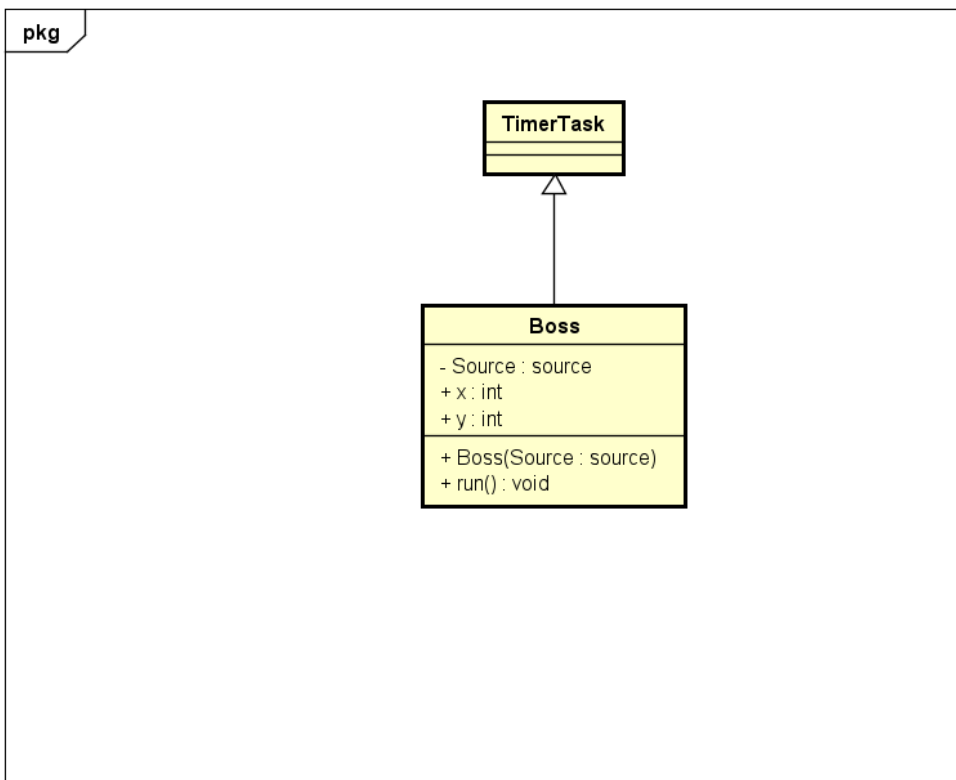 pkg
TimerTask
Boss
- Source : source
+ x : int
+ y : int
+ Boss(Source : source)
+ run() : void